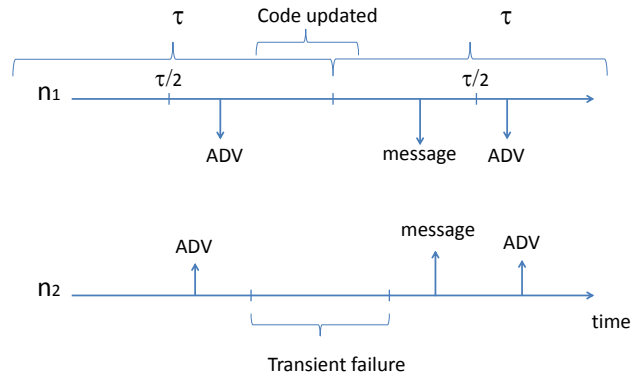 τ
Code updated
τ
n1
τ/2
τ/2
ADV
message
ADV
ADV
message
ADV
n2
time
Transient failure